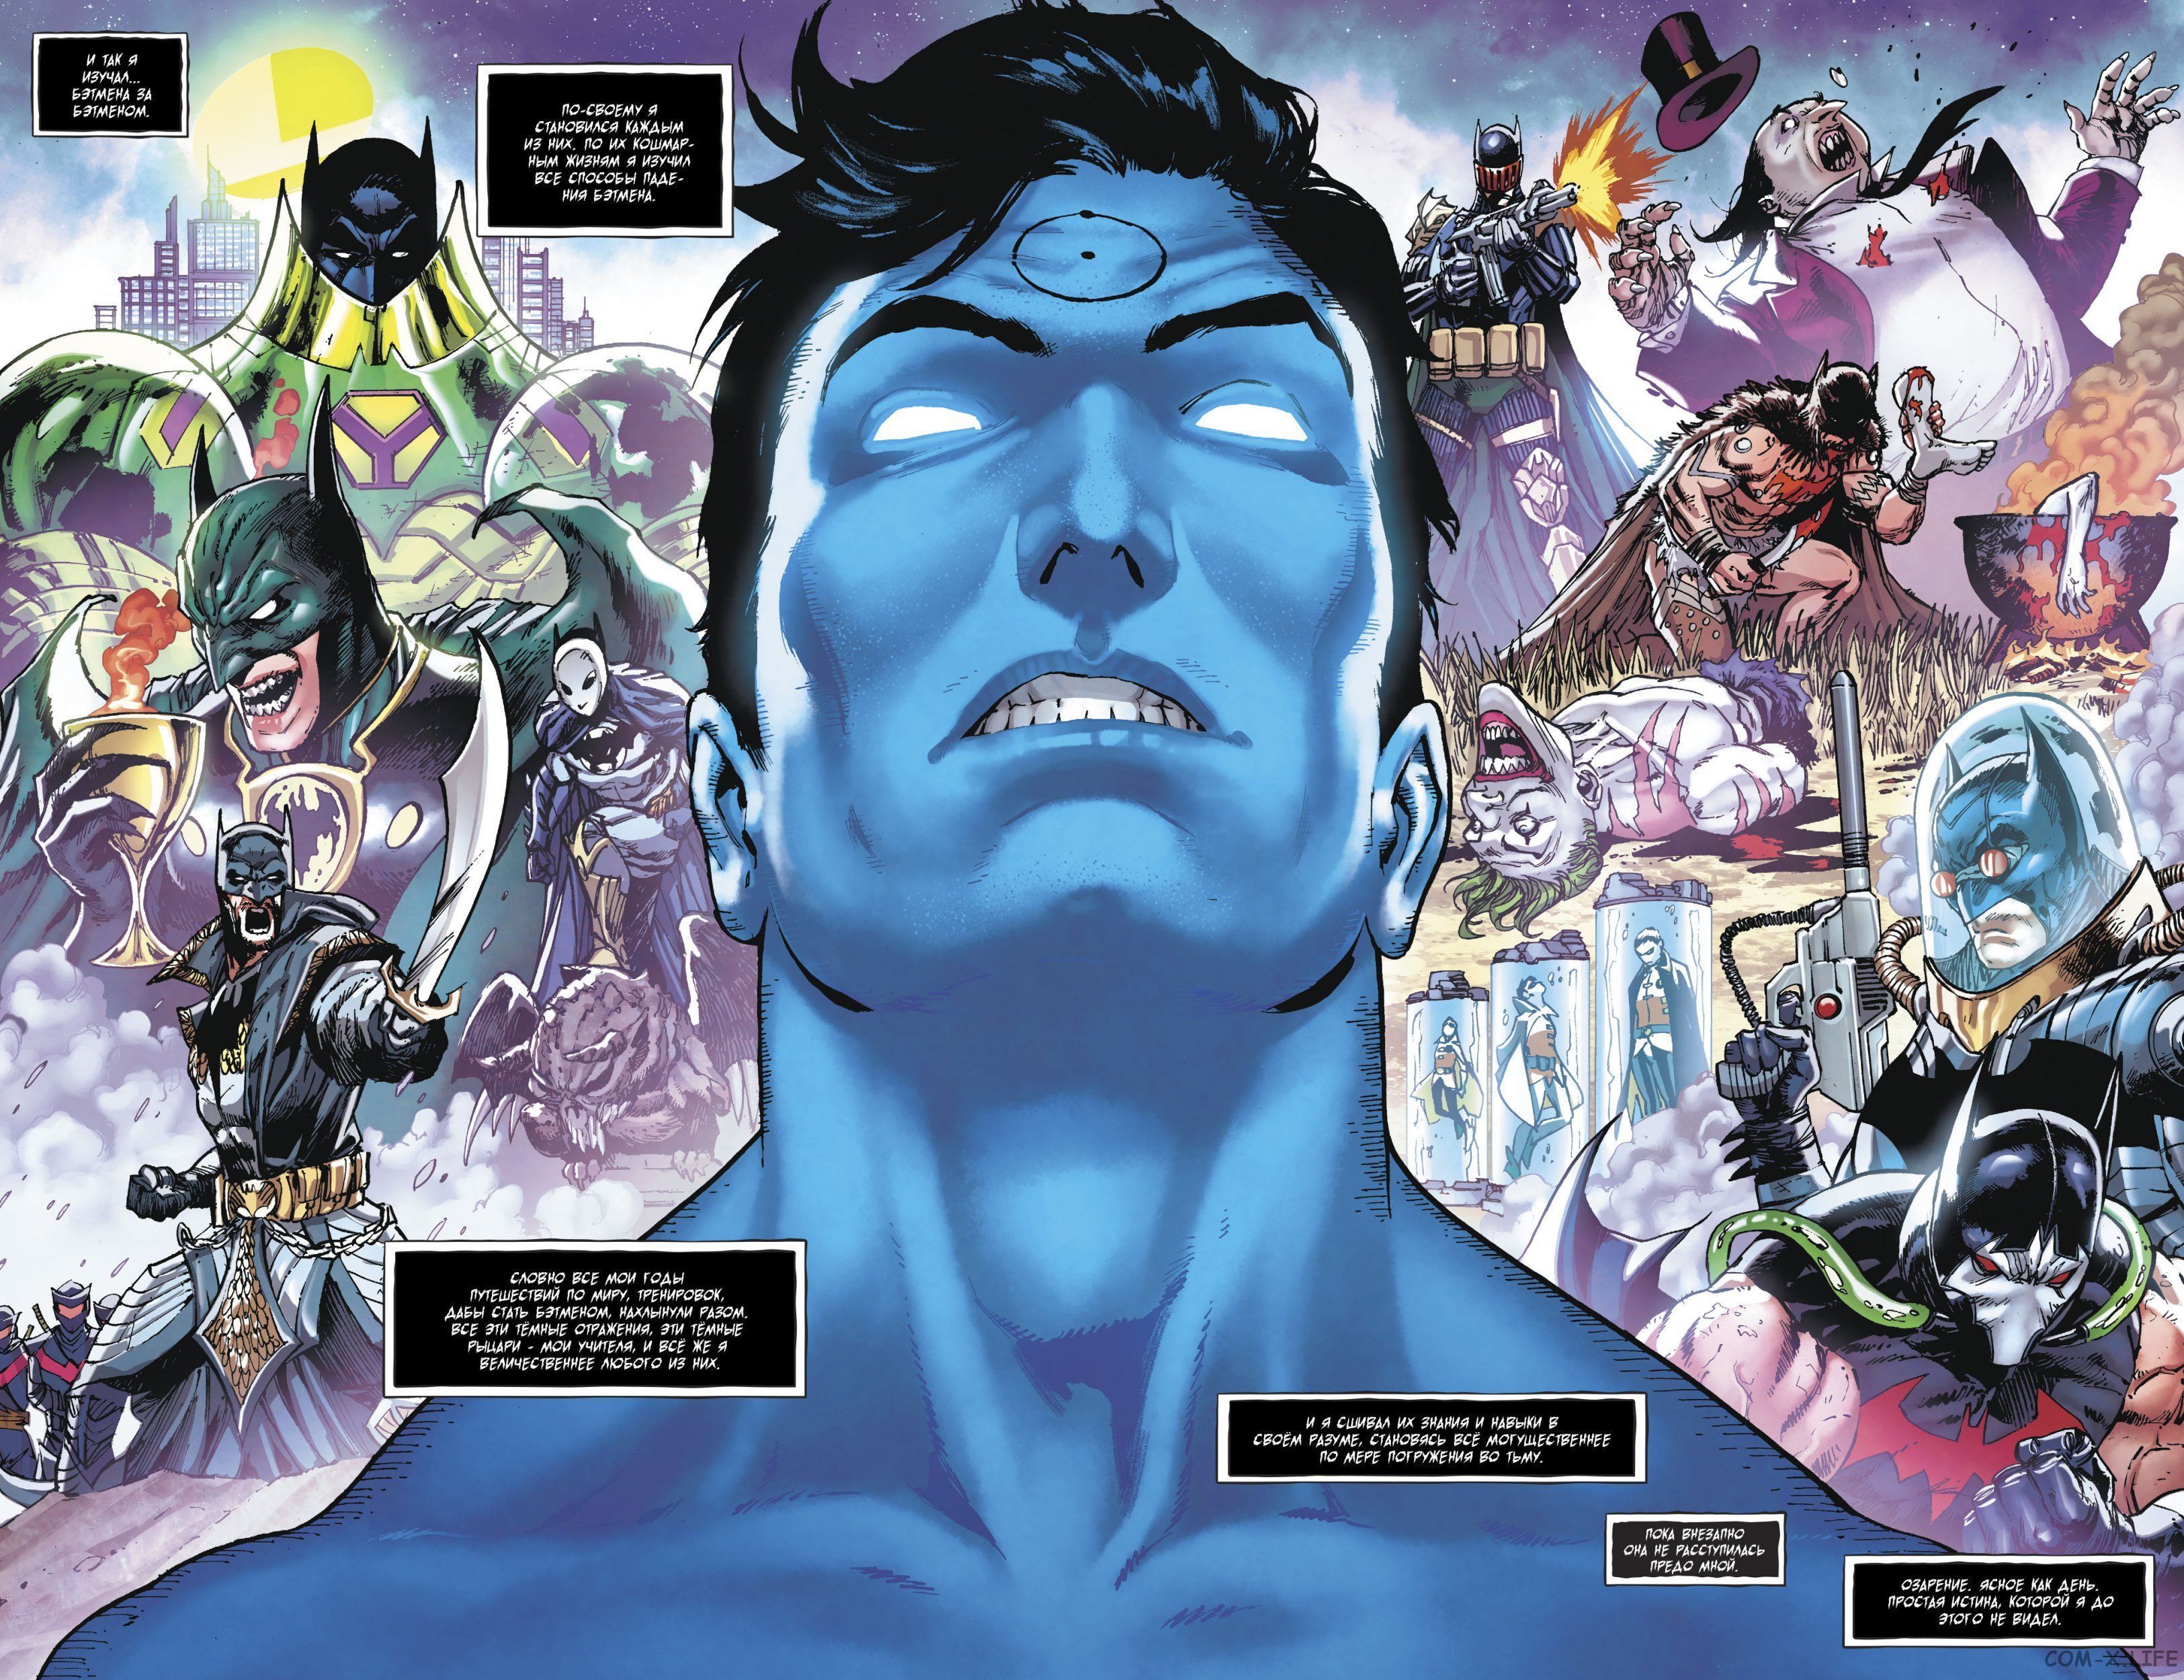 И ТАК Я
ИЗУЧАЛ...
БЭТМЕНА ЗА
БЭТМЕНОМ.
ПО-СВОЕМУ Я
СТАНОВИЛСЯ КАЖДЫМ
ИЗ НИХ. ПО ИХ КОШМАР-
НЫМ ЖИЗНЯМ Я ИЗУЧИЛ
ВСЕ СПОСОБЫ ПАДЕ-
НИЯ БЭТМЕНА.
СЛОВНО ВСЕ МОИ ГОДЫ
ПУТЕШЕСТВИЙ ПО МИРУ, ТРЕНИРОВОК,
ДАБЫ СТАТЬ БЭТМЕНОМ, НАХЛЫНУЛИ РАЗОМ.
ВСЕ ЭТИ ТЁМНЫЕ ОТРАЖЕНИЯ, ЭТИ ТЁМНЫЕ
РЫЦАРИ - МОИ УЧИТЕЛЯ, И ВСЁ ЖЕ Я
ВЕЛИЧЕСТВЕННЕЕ ЛЮБОГО ИЗ НИХ.
И Я СШИВАЛ ИХ ЗНАНИЯ И НАВЫКИ В
СВОЁМ РАЗУМЕ, СТАНОВЯСЬ ВСЁ МОГУЩЕСТВЕННЕЕ
ПО МЕРЕ ПОГРУЖЕНИЯ ВО ТЬМУ.
ПОКА ВНЕЗАПНО
ОНА НЕ РАССТУПИЛАСЬ
ПРЕДО МНОЙ.
ОЗАРЕНИЕ. ЯСНОЕ КАК ДЕНЬ.
ПРОСТАЯ ИСТИНА, КОТОРОЙ Я ДО
ЭТОГО НЕ ВИДЕЛ.
COM-X.LIFE